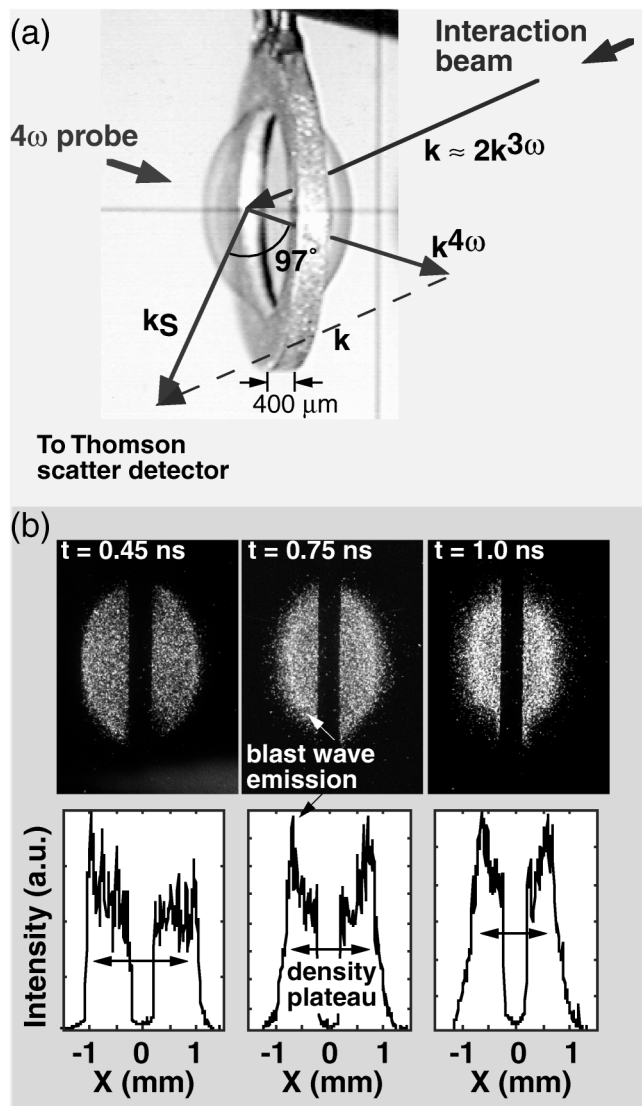 (a)
Interaction
beam
4ω probe
k ≈ 2k3ω
k4ω
97°
kS
k
400 μm
To Thomson
scatter detector
(b)
t = 0.45 ns
t = 0.75 ns
t = 1.0 ns
blast wave
emission
Intensity (a.u.)
density
plateau
-1 0 1
-1 0 1
-1 0 1
X (mm)
X (mm)
X (mm)